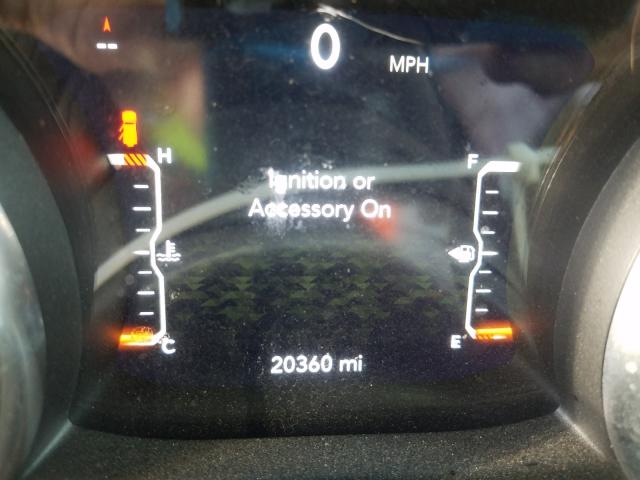 0
MPH
H
F
Ignition or
Accessory On
C
E
20360 mi